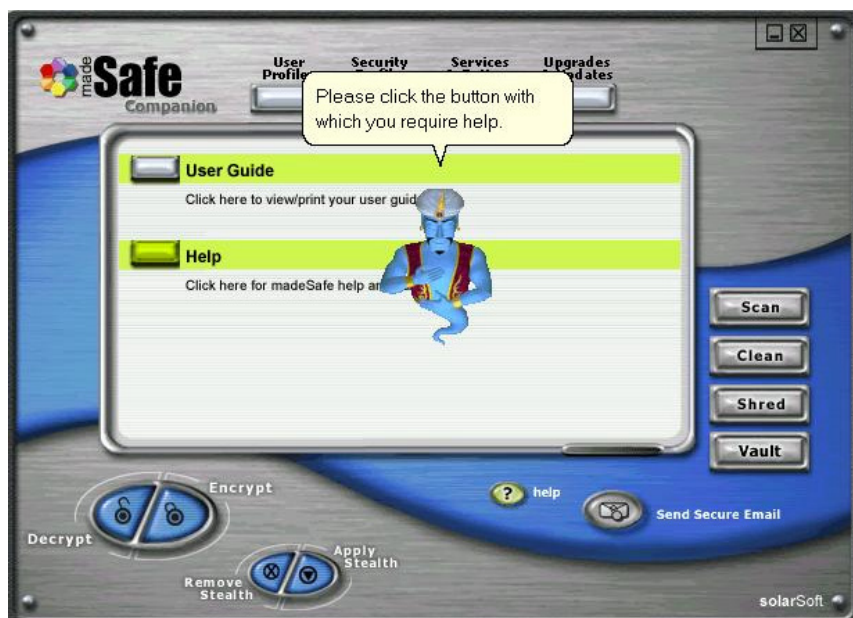 made Safe
Companion
User
Security
Services
Upgrades
Please click the button with
which you require help.
User Guide
Click here to view/print your user guid
Help
Click here for madeSafe help an
Scan
Clean
Shred
Vault
Encrypt
Decrypt
? help
Send Secure Email
Apply
Stealth
Remove
Stealth
solarSoft